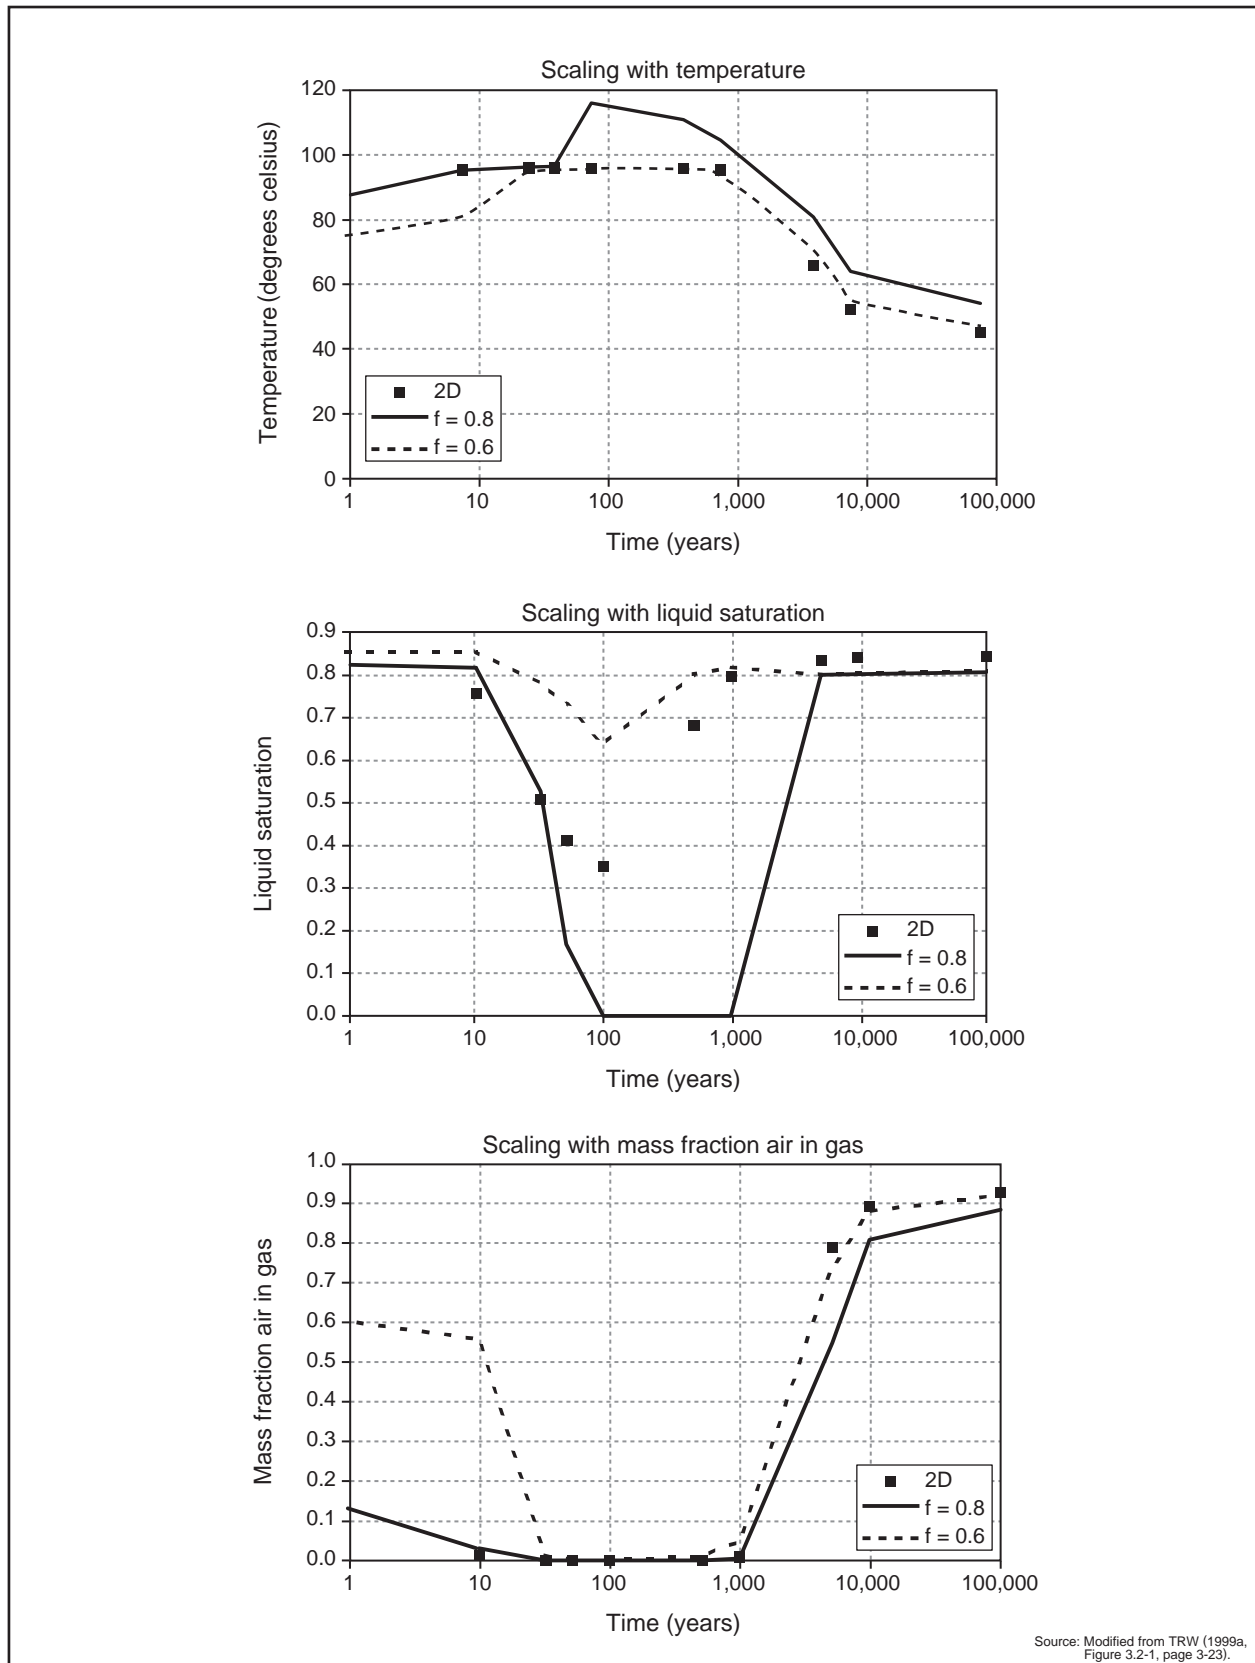 Scaling with temperature
120
100
80
60
40
20
0
Temperature (degrees celsius)
2D
f = 0.8
f = 0.6
1
10
100
1,000
10,000
100,000
Time (years)
Scaling with liquid saturation
0.9
0.8
0.7
0.6
0.5
0.4
0.3
0.2
0.1
0.0
Liquid saturation
2D
f = 0.8
f = 0.6
1
10
100
1,000
10,000
100,000
Time (years)
Scaling with mass fraction air in gas
1.0
0.9
0.8
0.7
0.6
0.5
0.4
0.3
0.2
0.1
0.0
Mass fraction air in gas
2D
f = 0.8
f = 0.6
1
10
100
1,000
10,000
100,000
Time (years)
Source: Modified from TRW (1999a,
Figure 3.2-1, page 3-23).